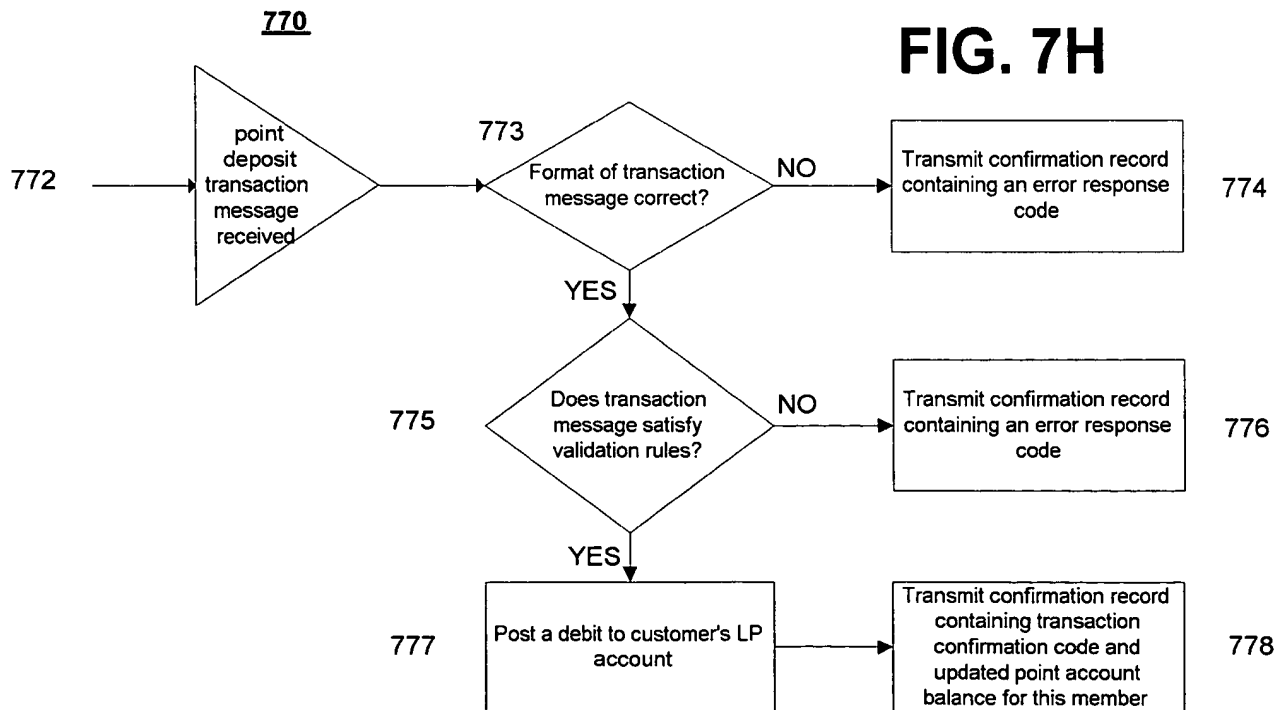 770
FIG. 7H
772
point
deposit
transaction
message
received
773
Format of transaction
message correct?
NO
Transmit confirmation record
containing an error response
code
774
YES
775
Does transaction
message satisfy
validation rules?
NO
Transmit confirmation record
containing an error response
code
776
YES
777
Post a debit to customer's LP
account
Transmit confirmation record
containing transaction
confirmation code and
updated point account
balance for this member
778